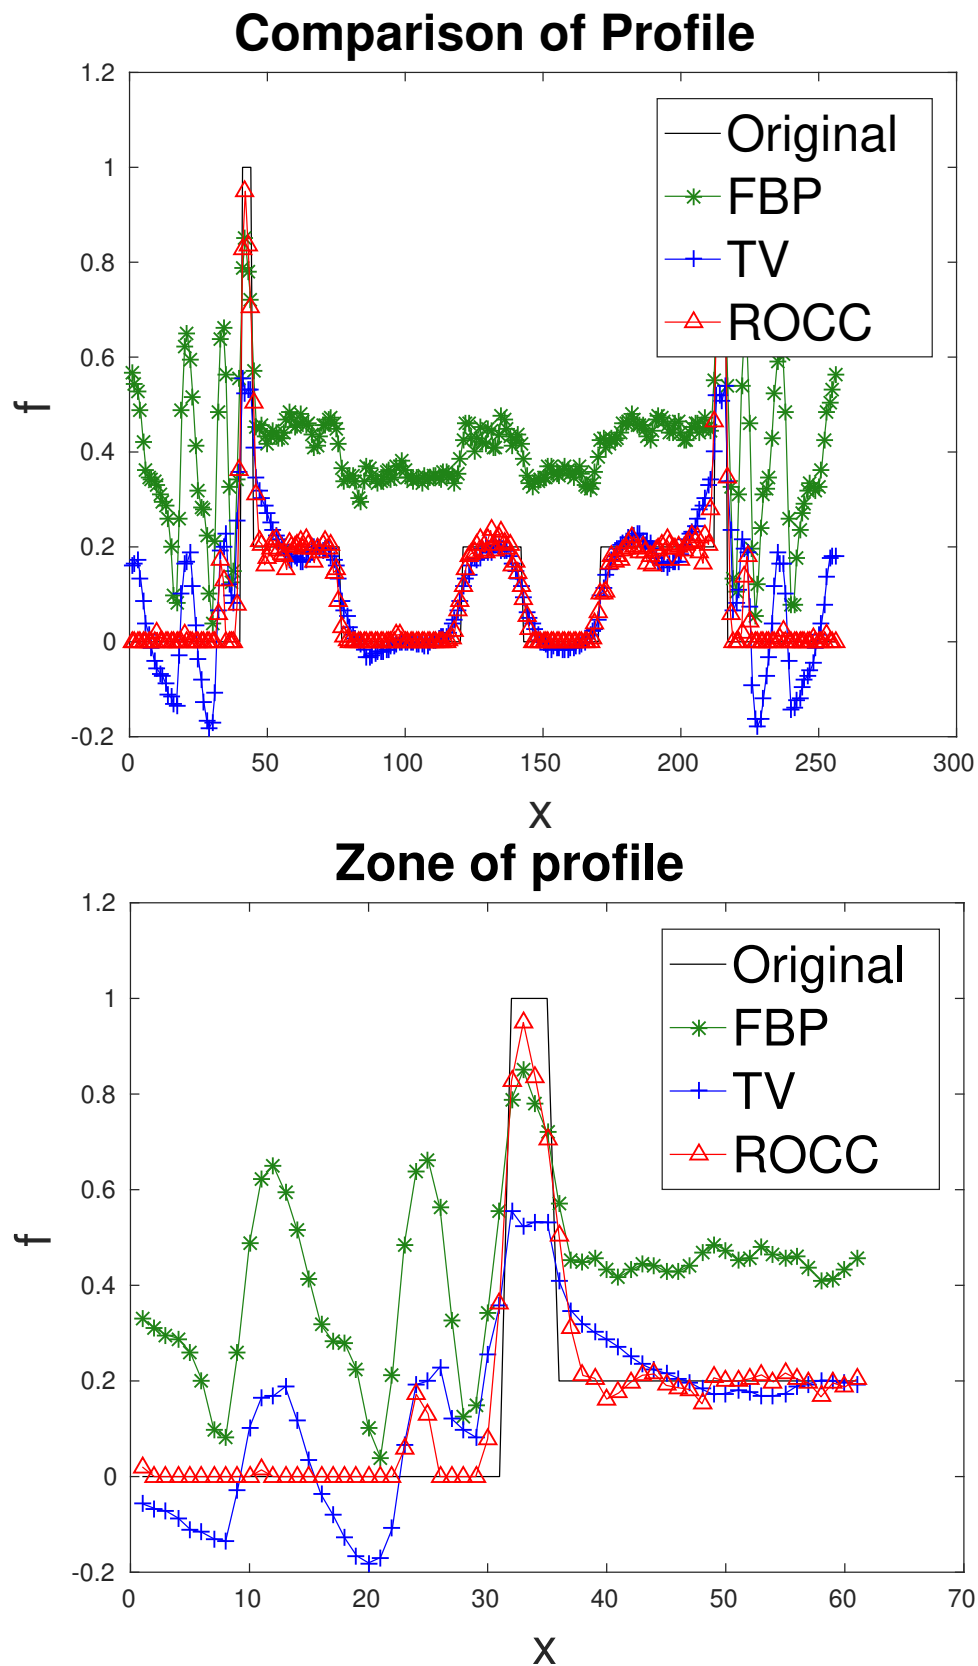 Comparison of Profile
1.2
1
0.8
0.6
0.4
0.2
0
-0.2
0 50 100 150 200 250 300
f
x
Original
FBP
TV
ROCC
Zone of profile
1.2
1
0.8
0.6
0.4
0.2
0
-0.2
0 10 20 30 40 50 60 70
f
x
Original
FBP
TV
ROCC